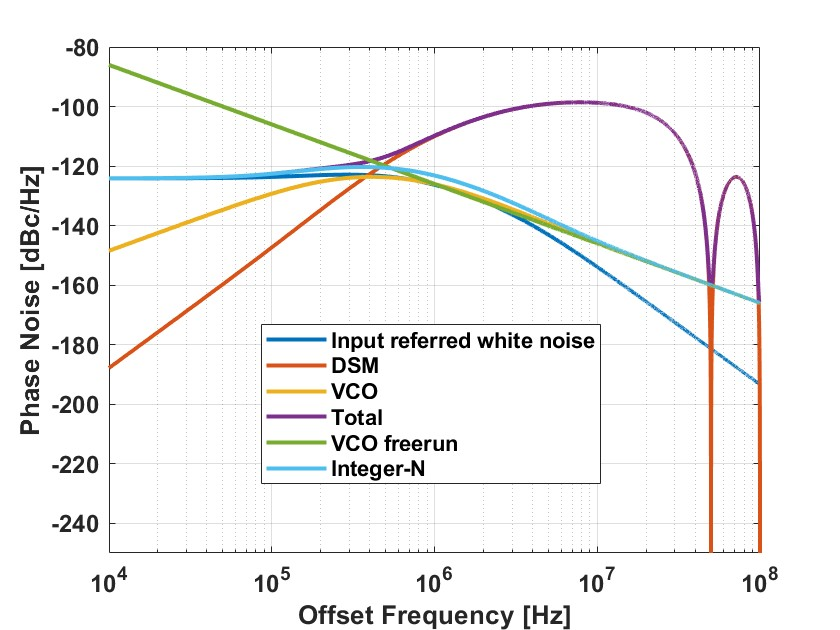 -80
-100
-120
-140
-160
-180
-200
-220
-240
Phase Noise [dBc/Hz]
Input referred white noise
DSM
VCO
Total
VCO freerun
Integer-N
10^4 10^5 10^6 10^7 10^8
Offset Frequency [Hz]